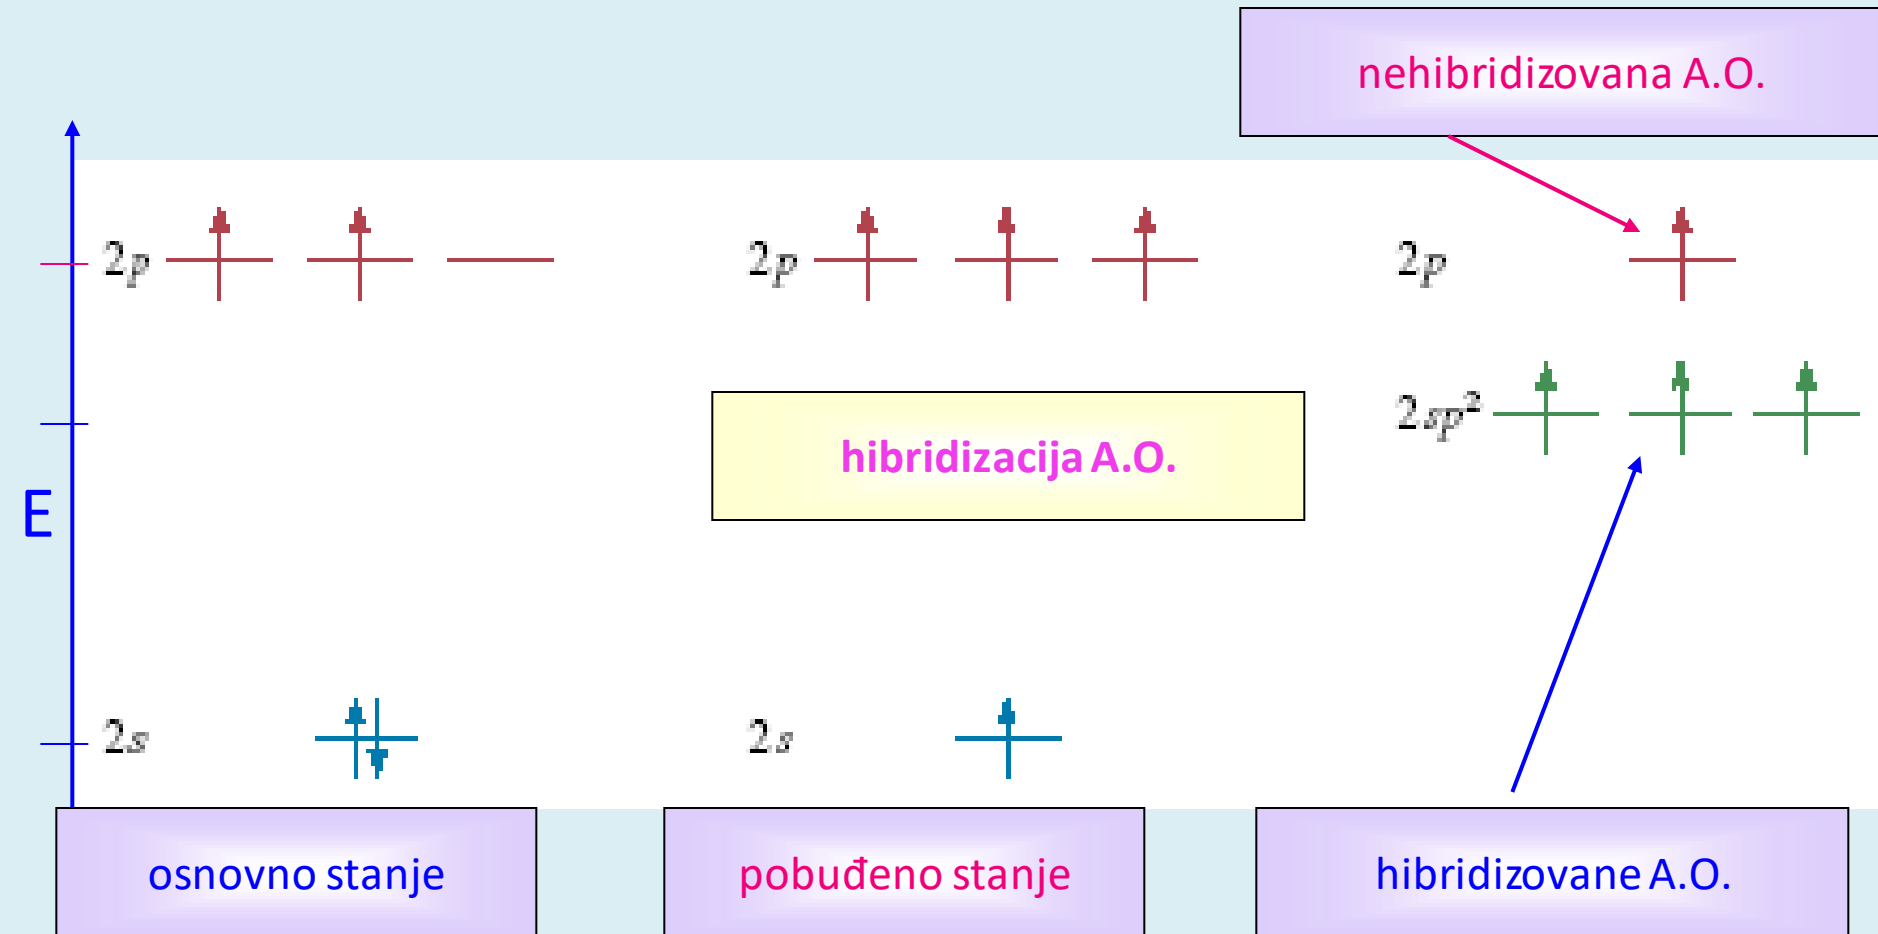 nehibridizovana A.O.
2p
2p
2p
2sp²
hibridizacija A.O.
E
2s
2s
osnovno stanje
pobuđeno stanje
hibridizovane A.O.